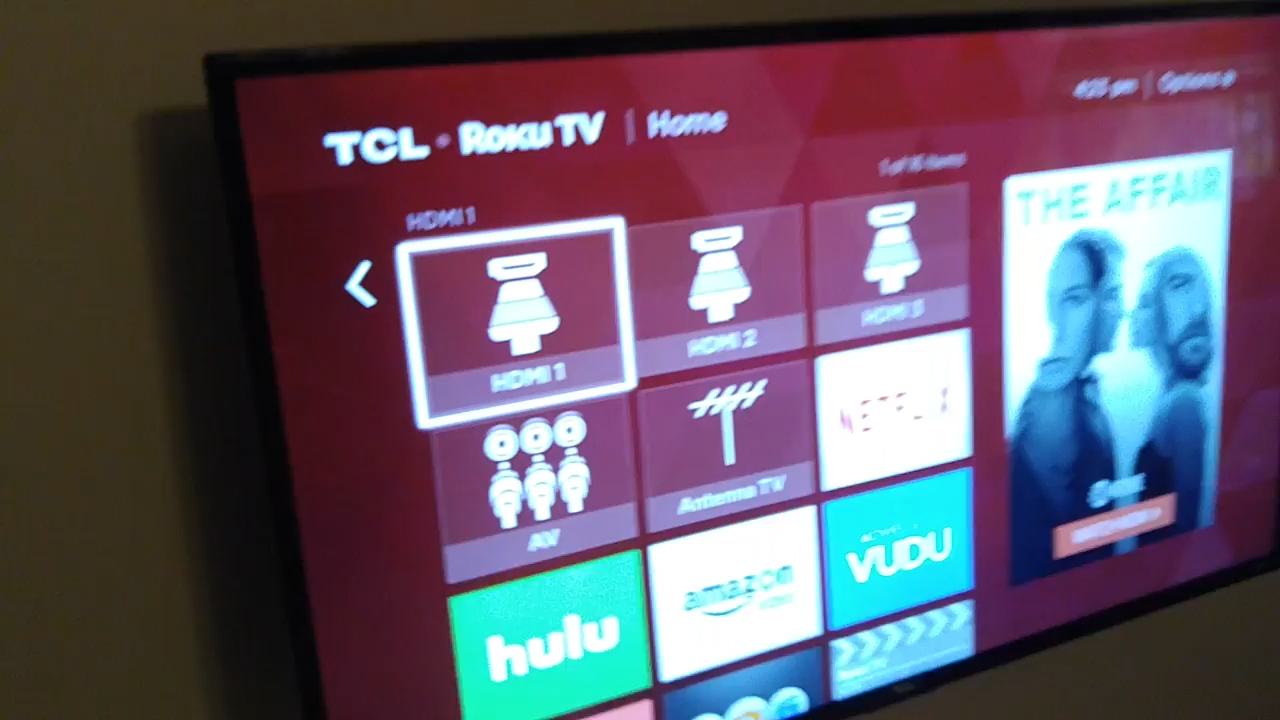 TCL • Roku TV | Home
Options
HDMI 1
HDMI 1
HDMI 2
HDMI 3
THE AFFAIR
AV
Antenna TV
NETFLIX
hulu
amazon
VUDU